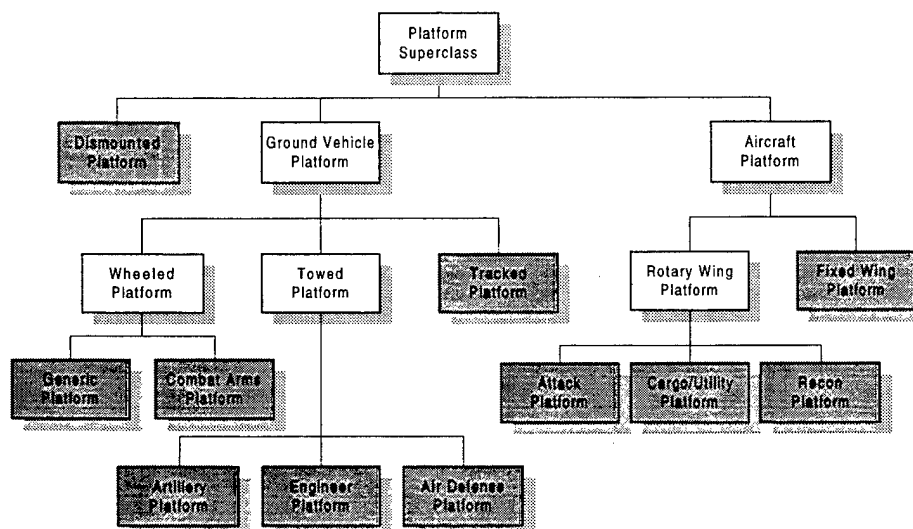 Platform
Superclass
Dismounted
Platform
Ground Vehicle
Platform
Aircraft
Platform
Wheeled
Platform
Towed
Platform
Tracked
Platform
Rotary Wing
Platform
Fixed Wing
Platform
Generic
Platform
Combat Arms
Platform
Attack
Platform
Cargo/Utility
Platform
Recon
Platform
Artillery
Platform
Engineer
Platform
Air Defense
Platform